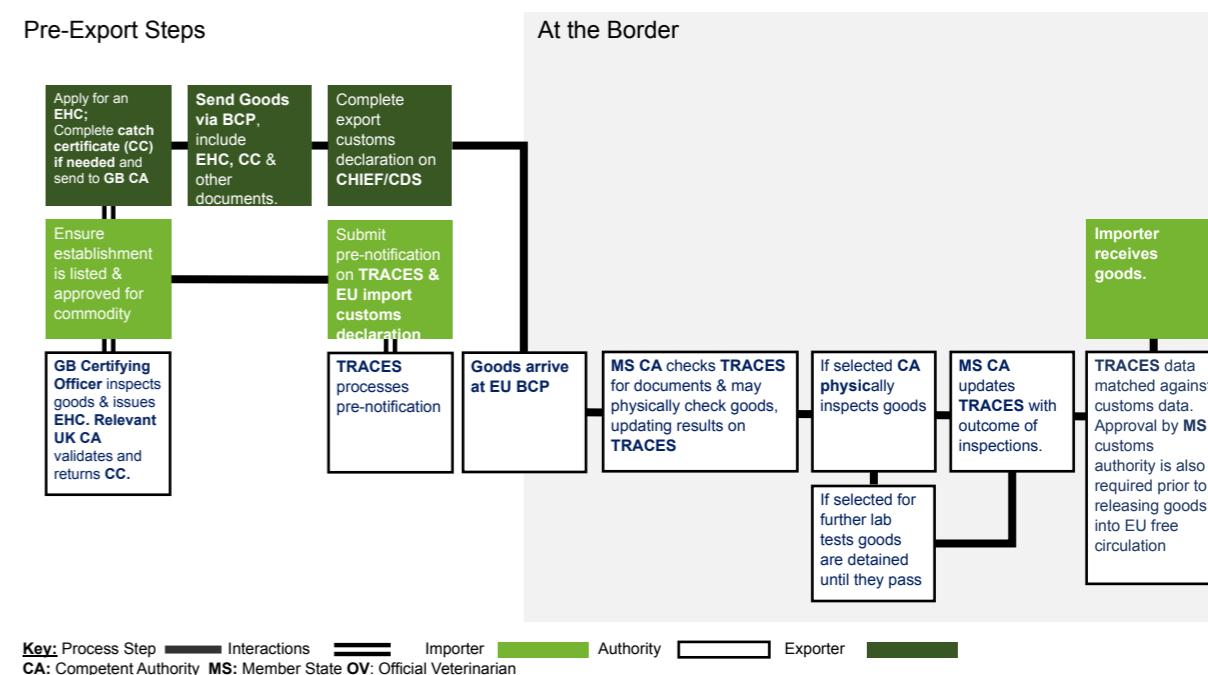 Pre-Export Steps
At the Border
Apply for an
EHC;
Complete catch
certificate (CC)
if needed and
send to GB CA
Send Goods
via BCP,
include
EHC, CC &
other
documents.
Complete
export
customs
declaration on
CHIEF/CDS
Ensure
establishment
is listed &
approved for
commodity
Submit
pre-notification
on TRACES &
EU import
customs
declaration
Importer
receives
goods.
GB Certifying
Officer inspects
goods & issues
EHC. Relevant
UK CA
validates and
returns CC.
TRACES
processes
pre-notification
Goods arrive
at EU BCP
MS CA checks TRACES
for documents & may
physically check goods,
updating results on
TRACES
If selected CA
physically
inspects goods
MS CA
updates
TRACES with
outcome of
inspections.
TRACES data
matched against
customs data.
Approval by MS
customs
authority is also
required prior to
releasing goods
into EU free
circulation
If selected for
further lab
tests goods
are detained
until they pass
Key: Process Step Interactions Importer Authority Exporter
CA: Competent Authority MS: Member State OV: Official Veterinarian